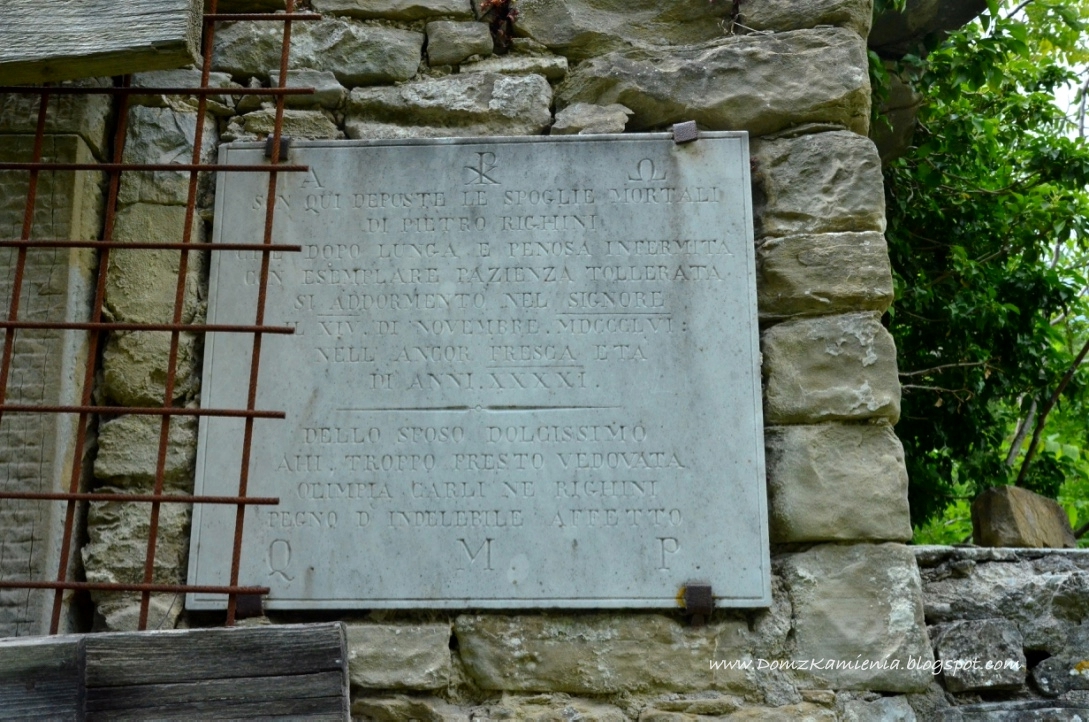 A ☧ Ω
SON QUI DEPOSTE LE SPOGLIE MORTALI
DI PIETRO RIGHINI
CHE DOPO LUNGA E PENOSA INFERMITÀ
CON ESEMPLARE PAZIENZA TOLLERATA
SI ADDORMENTO NEL SIGNORE
IL XIV. DI NOVEMBRE. MDCCCLVI:
NELL ANCOR FRESCA ETA
DI ANNI. XXXXI.
DELLO SPOSO DOLCISSIMO
AHI. TROPPO PRESTO VEDOVATA
OLIMPIA CARLI NE RIGHINI
PEGNO D INDELEBILE AFFETTO
Q M P
www.DomzKamienia.blogspot.com